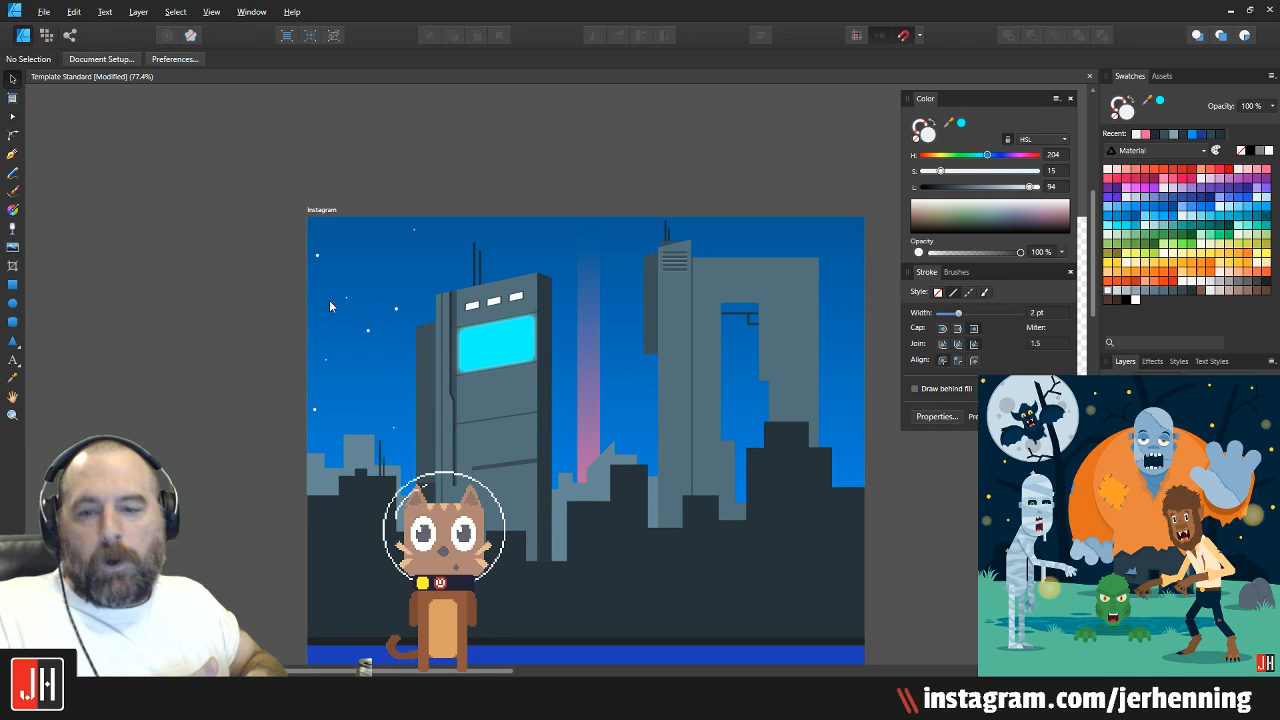 File Edit Text Layer Select View Window Help
No Selection Document Setup... Preferences...
Template Standard [Modified] (77.4%)
Instagram
Color
HSL
H: 204
S: 15
L: 94
Opacity
100 %
Stroke Brushes
Style:
Width: 2 pt
Cap: Miter:
Join: 1.5
Align:
Draw behind fill
Properties...
Swatches Assets
Opacity: 100 %
Recent:
Material
Layers Effects Styles Text Styles
JH
JH
\\ instagram.com/jerhenning